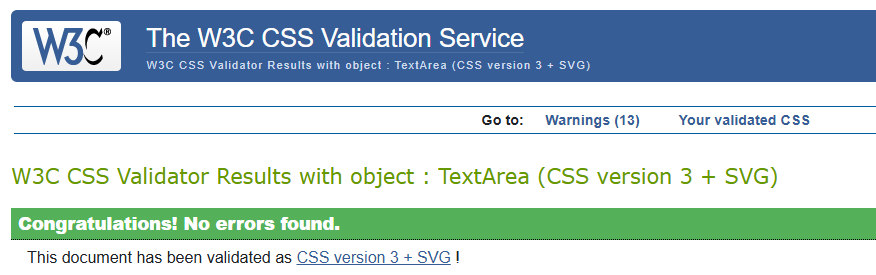 W3C®
The W3C CSS Validation Service
W3C CSS Validator Results with object : TextArea (CSS version 3 + SVG)
Go to: Warnings (13) Your validated CSS
W3C CSS Validator Results with object : TextArea (CSS version 3 + SVG)
Congratulations! No errors found.
This document has been validated as CSS version 3 + SVG !